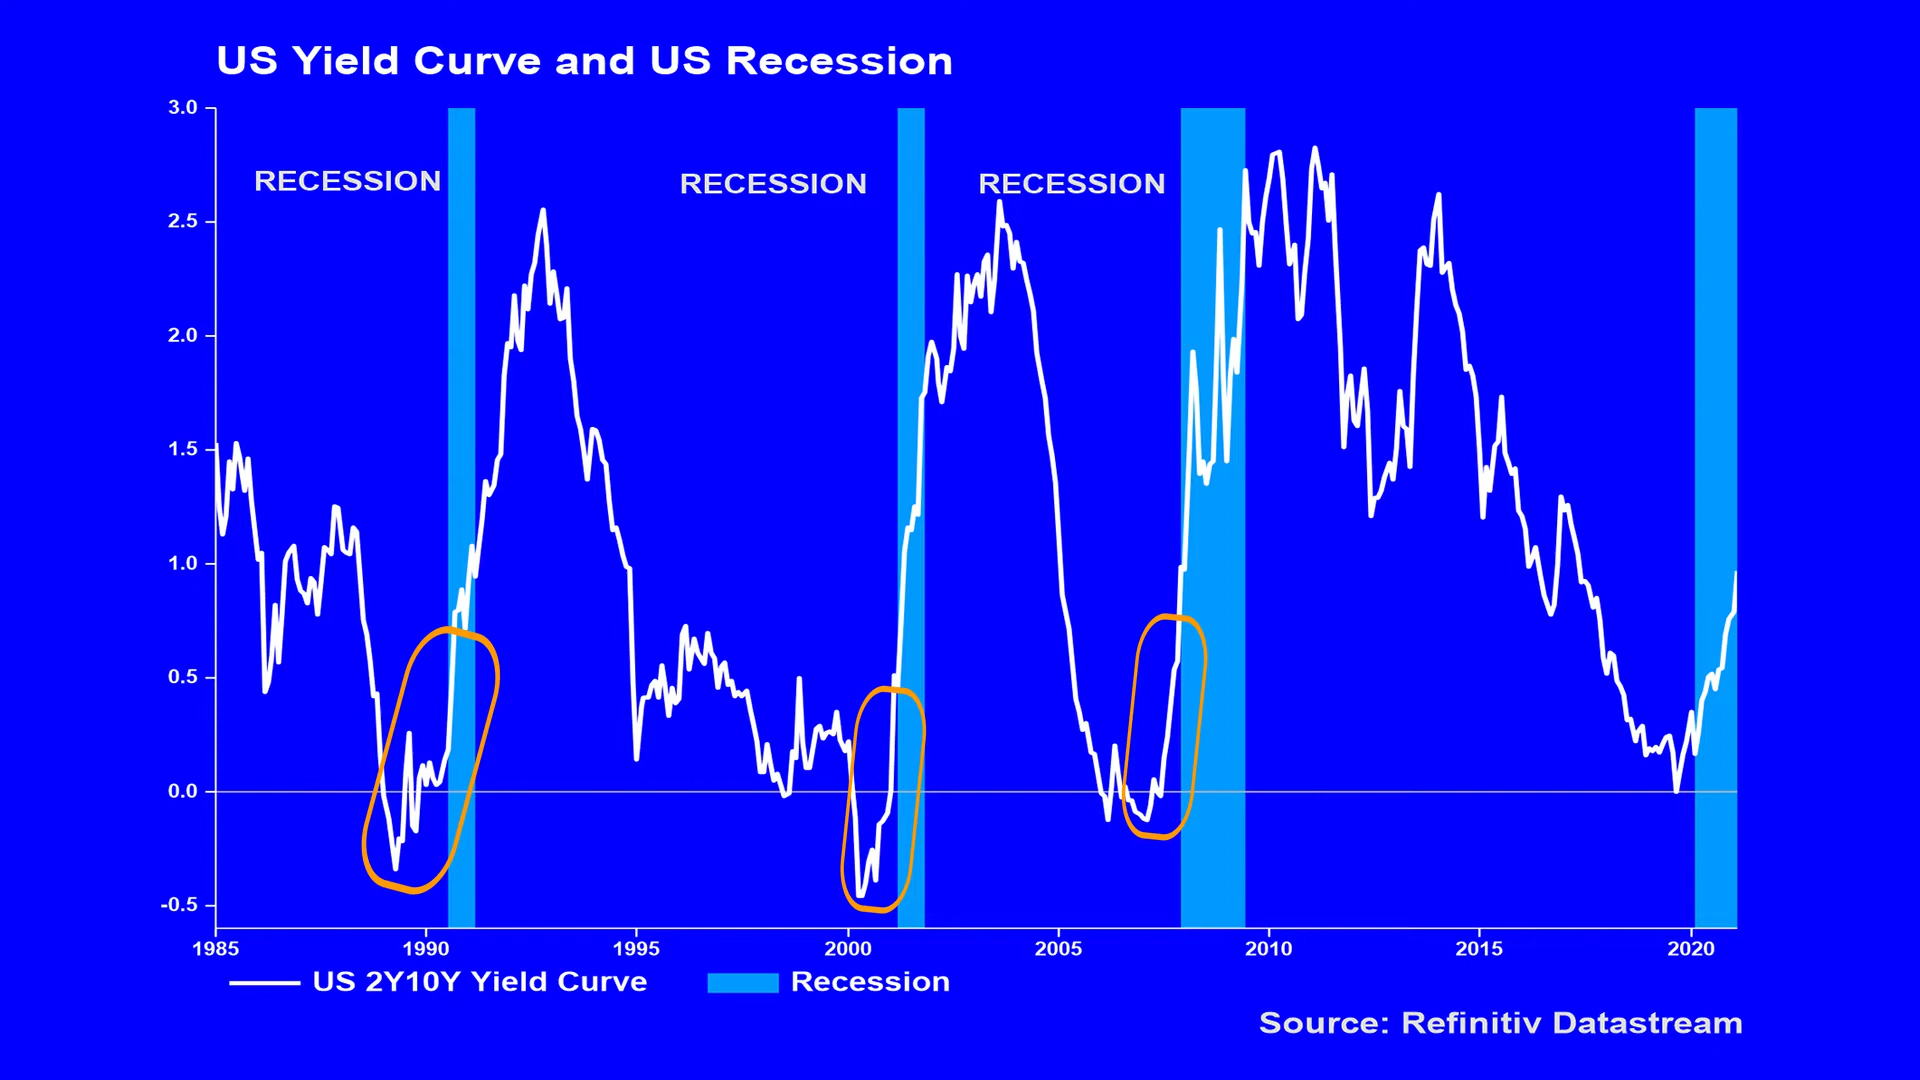 US Yield Curve and US Recession
3.0
RECESSION
RECESSION
RECESSION
2.5
2.0
1.5
1.0
0.5
0.0
-0.5
1985 1990 1995 2000 2005 2010 2015 2020
US 2Y10Y Yield Curve Recession
Source: Refinitiv Datastream